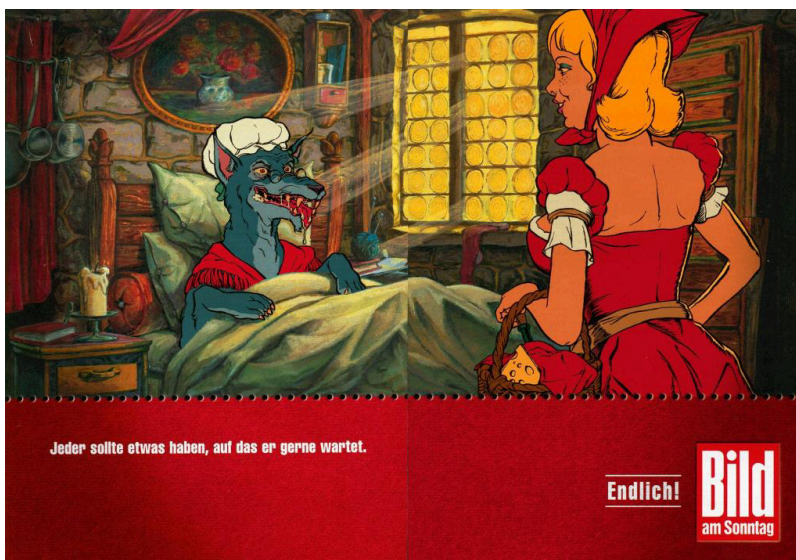 Jeder sollte etwas haben, auf das er gerne wartet.
Endlich!
Bild
am Sonntag